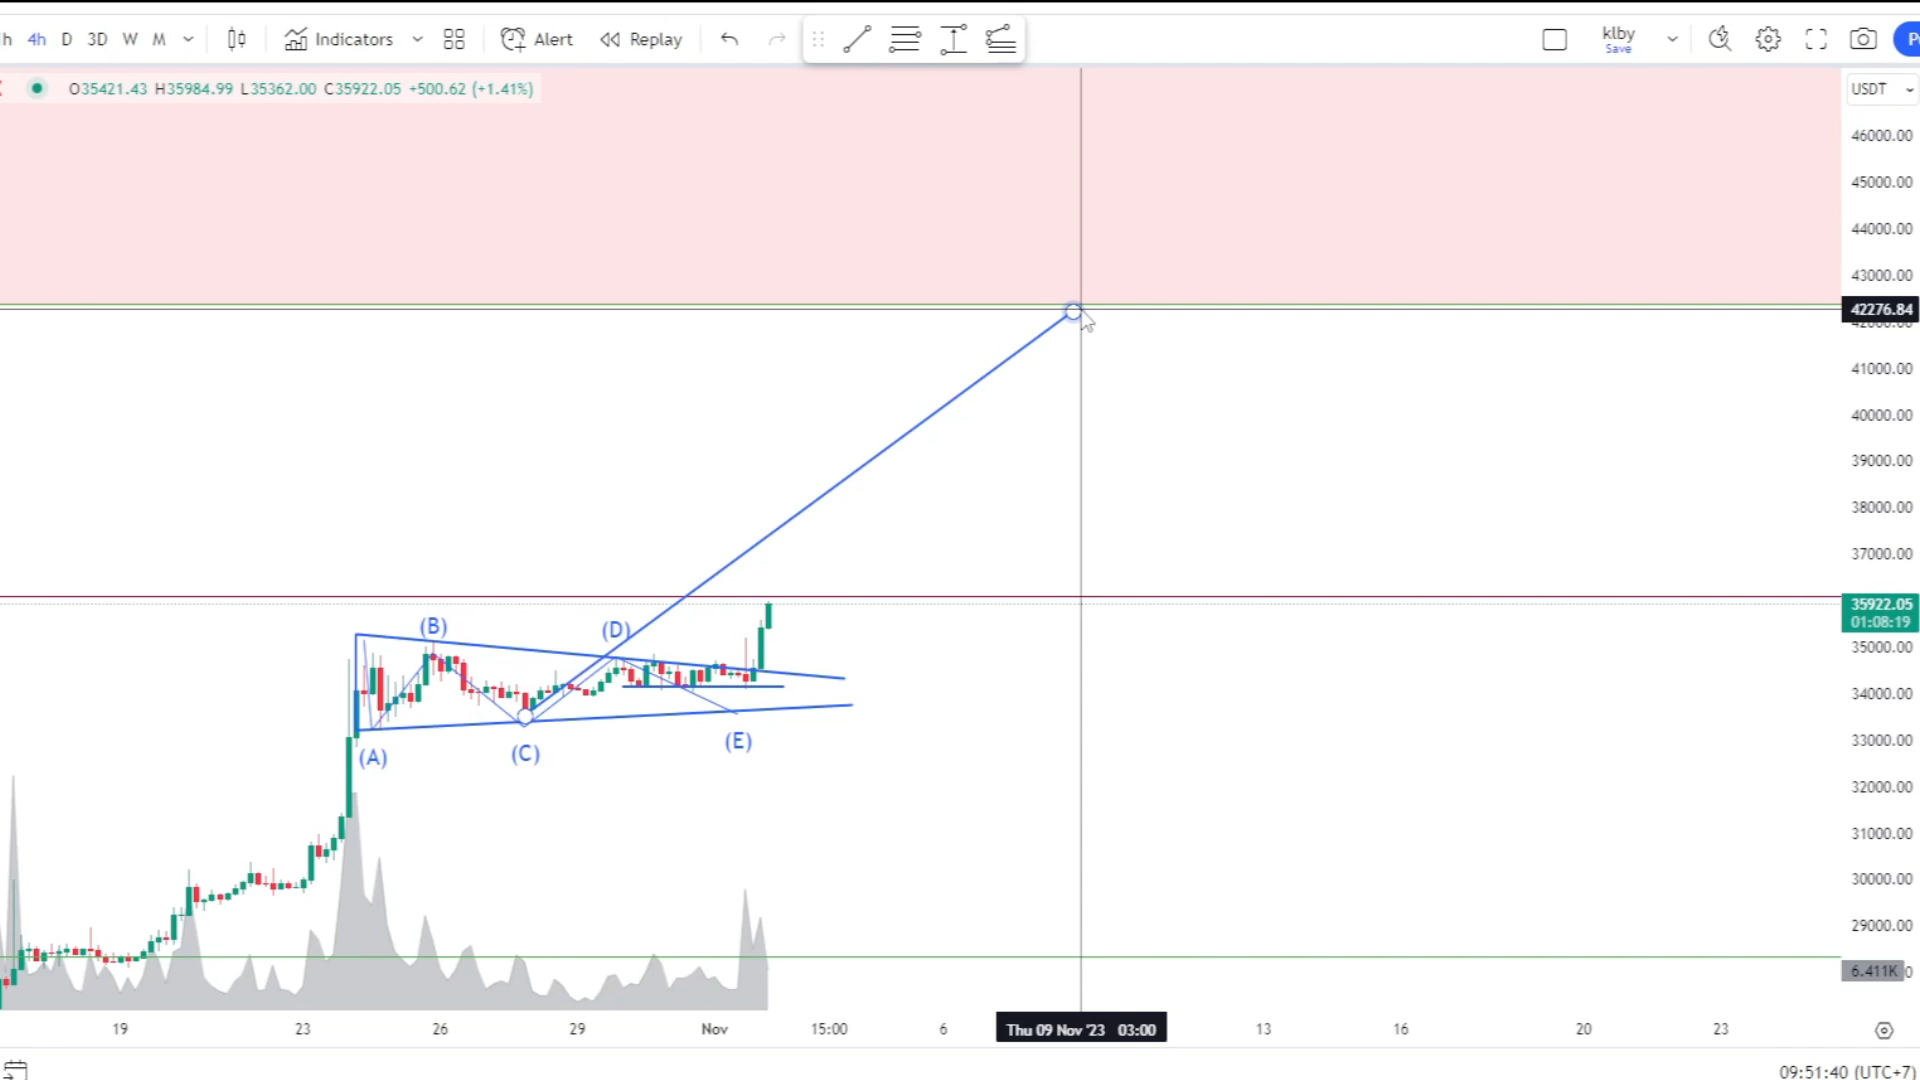 h 4h D 3D W M Indicators Alert Replay klby
Save
O35421.43 H35984.99 L35362.00 C35922.05 +500.62 (+1.41%)
USDT
46000.00
45000.00
44000.00
43000.00
42276.84
42000.00
41000.00
40000.00
39000.00
38000.00
37000.00
35922.05
01:08:19
(B)
(D)
35000.00
34000.00
33000.00
(A)
(C)
(E)
32000.00
31000.00
30000.00
29000.00
6.411K
19 23 26 29 Nov 15:00 6 Thu 09 Nov '23 03:00 13 16 20 23
09:51:40 (UTC+7)